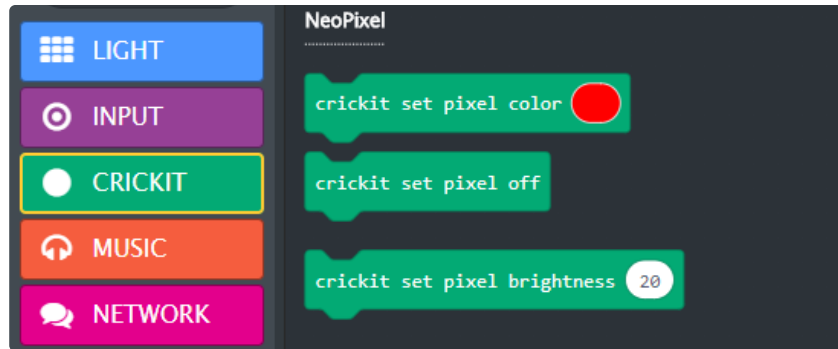 LIGHT
INPUT
CRICKIT
MUSIC
NETWORK
NeoPixel
crickit set pixel color
crickit set pixel off
crickit set pixel brightness 20